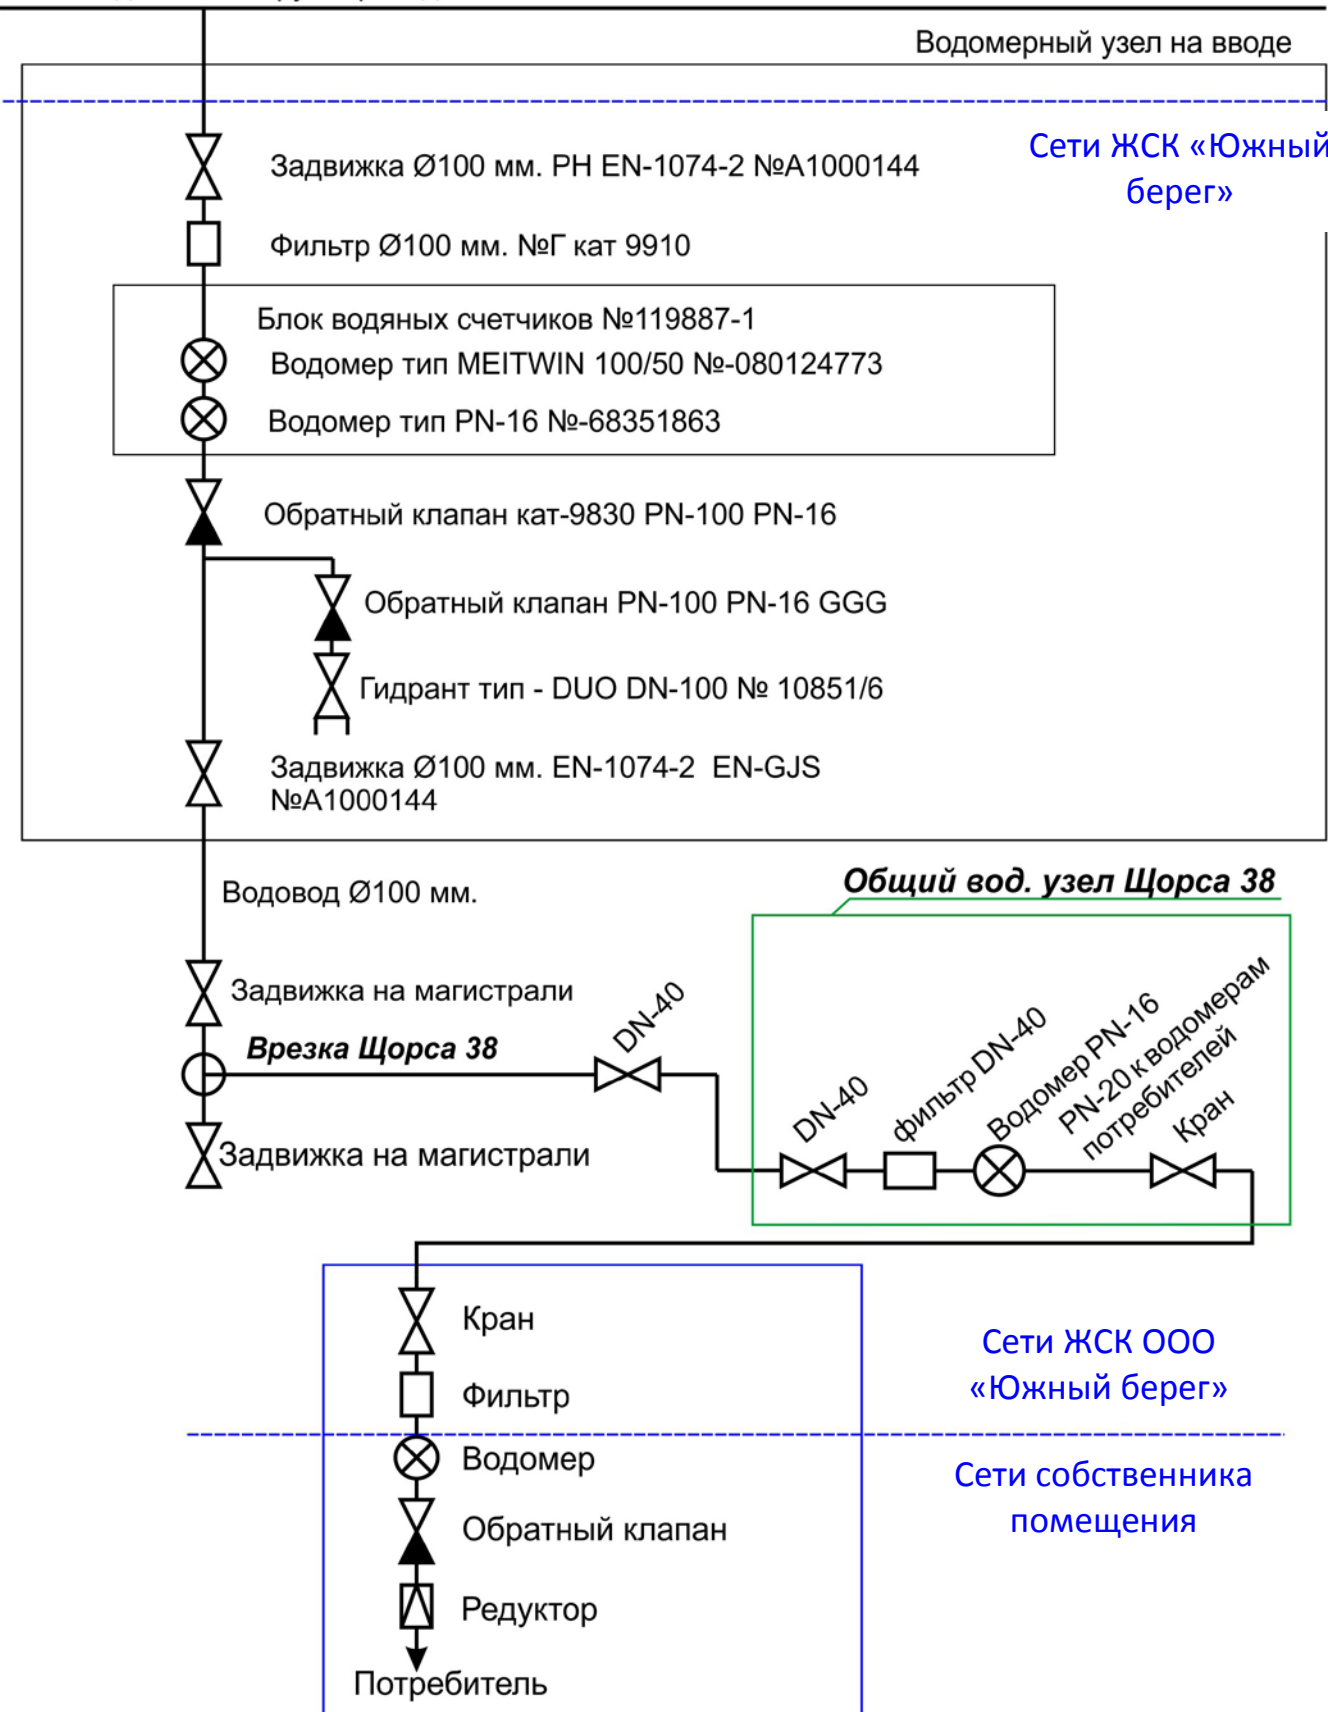 Водомерный узел на вводе
Сети ЖСК «Южный
берег»
Задвижка Ø100 мм. PH EN-1074-2 №A1000144
Фильтр Ø100 мм. №Г кат 9910
Блок водяных счетчиков №119887-1
Водомер тип MEITWIN 100/50 №-080124773
Водомер тип PN-16 №-68351863
Обратный клапан кат-9830 PN-100 PN-16
Обратный клапан PN-100 PN-16 GGG
Гидрант тип - DUO DN-100 № 10851/6
Задвижка Ø100 мм. EN-1074-2 EN-GJS
№A1000144
Водовод Ø100 мм.
Общий вод. узел Щорса 38
Задвижка на магистрали
Врезка Щорса 38
DN-40
DN-40
фильтр DN-40
Водомер PN-16
PN-20 к водомерам
потребителей
Кран
Задвижка на магистрали
Кран
Фильтр
Сети ЖСК ООО
«Южный берег»
Водомер
Сети собственника
помещения
Обратный клапан
Редуктор
Потребитель